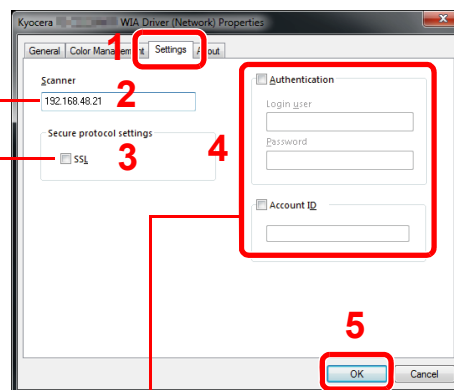 Kyocera WIA Driver (Network) Properties
General Color Management Settings About
1
Scanner
192.168.48.21
2
Secure protocol settings
SSL
3
4
Authentication
Login user
Password
Account ID
5
OK Cancel